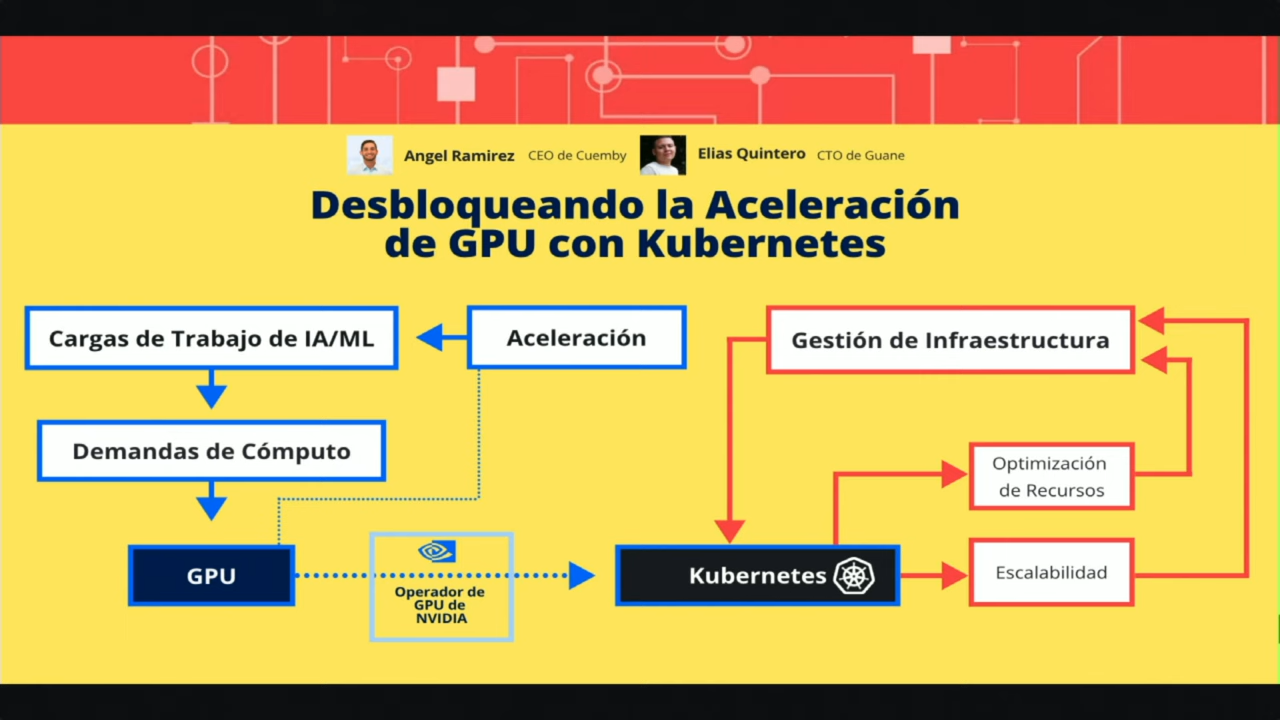 Angel Ramirez CEO de Cuemby Elias Quintero CTO de Guane
Desbloqueando la Aceleración
de GPU con Kubernetes
Cargas de Trabajo de IA/ML
Aceleración
Gestión de Infraestructura
Demandas de Cómputo
Optimización
de Recursos
GPU
Operador de
GPU de
NVIDIA
Kubernetes
Escalabilidad